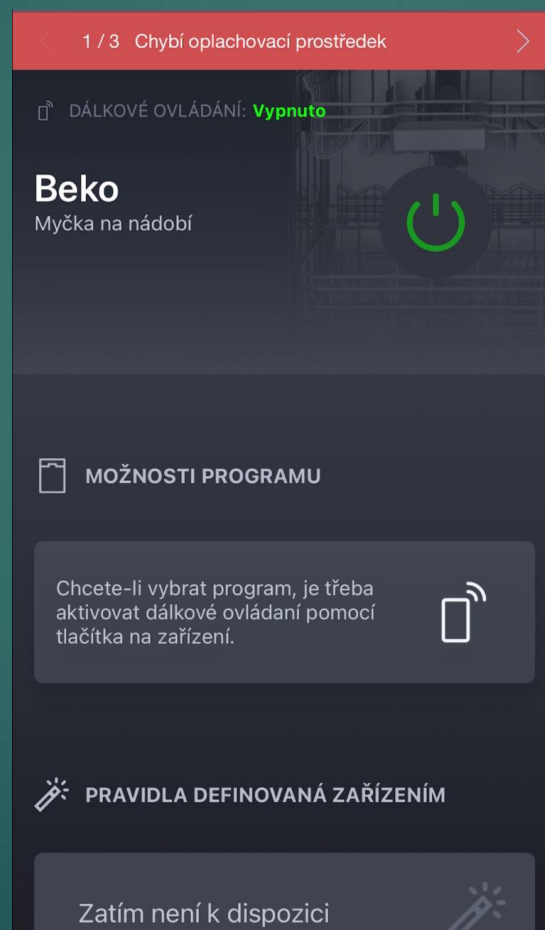 1 / 3 Chybí oplachovací prostředek
DÁLKOVÉ OVLÁDÁNÍ: Vypnuto
Beko
Myčka na nádobí
MOŽNOSTI PROGRAMU
Chcete-li vybrat program, je třeba
aktivovat dálkové ovládaní pomocí
tlačítka na zařízení.
PRAVIDLA DEFINOVANÁ ZAŘÍZENÍM
Zatím není k dispozici